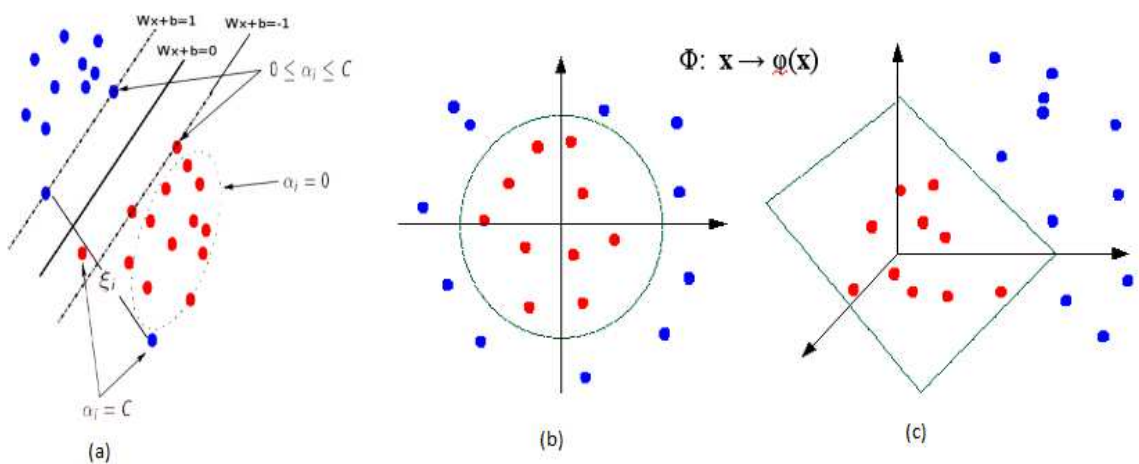 Wx+b=1
Wx+b=-1
Wx+b=0
0 ≤ αᵢ ≤ C
αᵢ = 0
ξᵢ
αᵢ = C
(a)
(b)
Φ: x → φ(x)
(c)